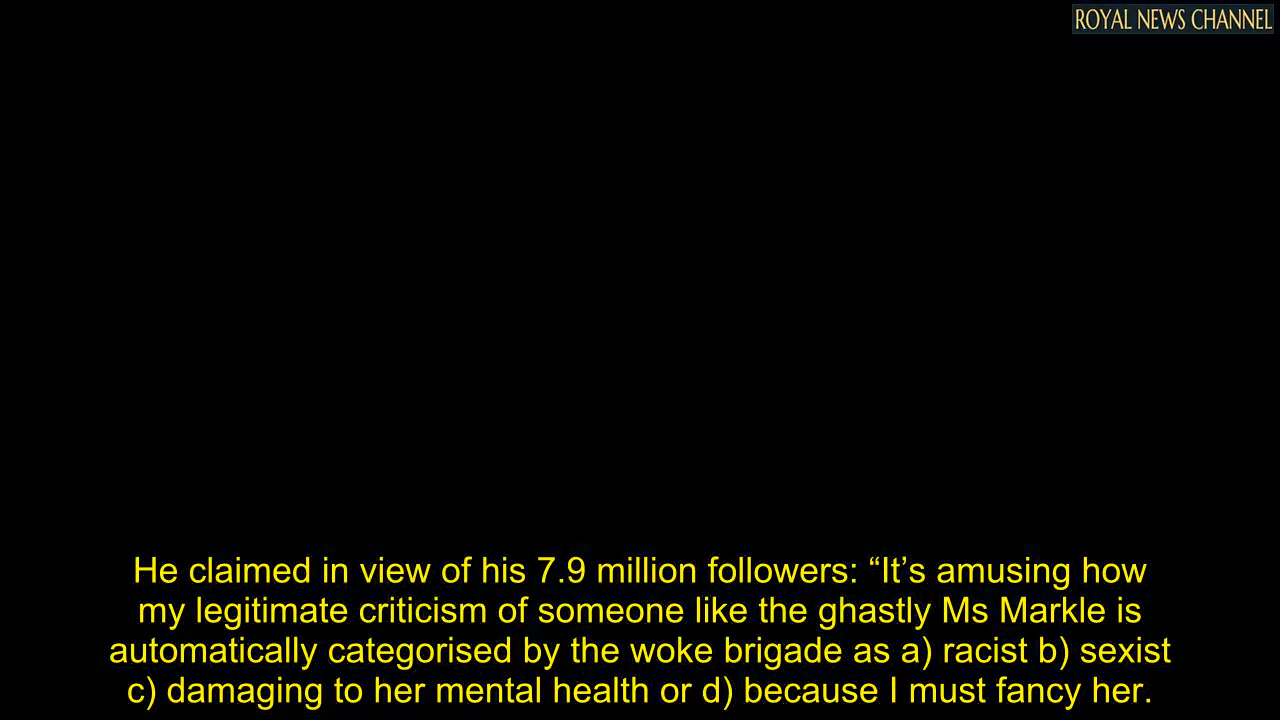 ROYAL NEWS CHANNEL
He claimed in view of his 7.9 million followers: “It’s amusing how
my legitimate criticism of someone like the ghastly Ms Markle is
automatically categorised by the woke brigade as a) racist b) sexist
c) damaging to her mental health or d) because I must fancy her.